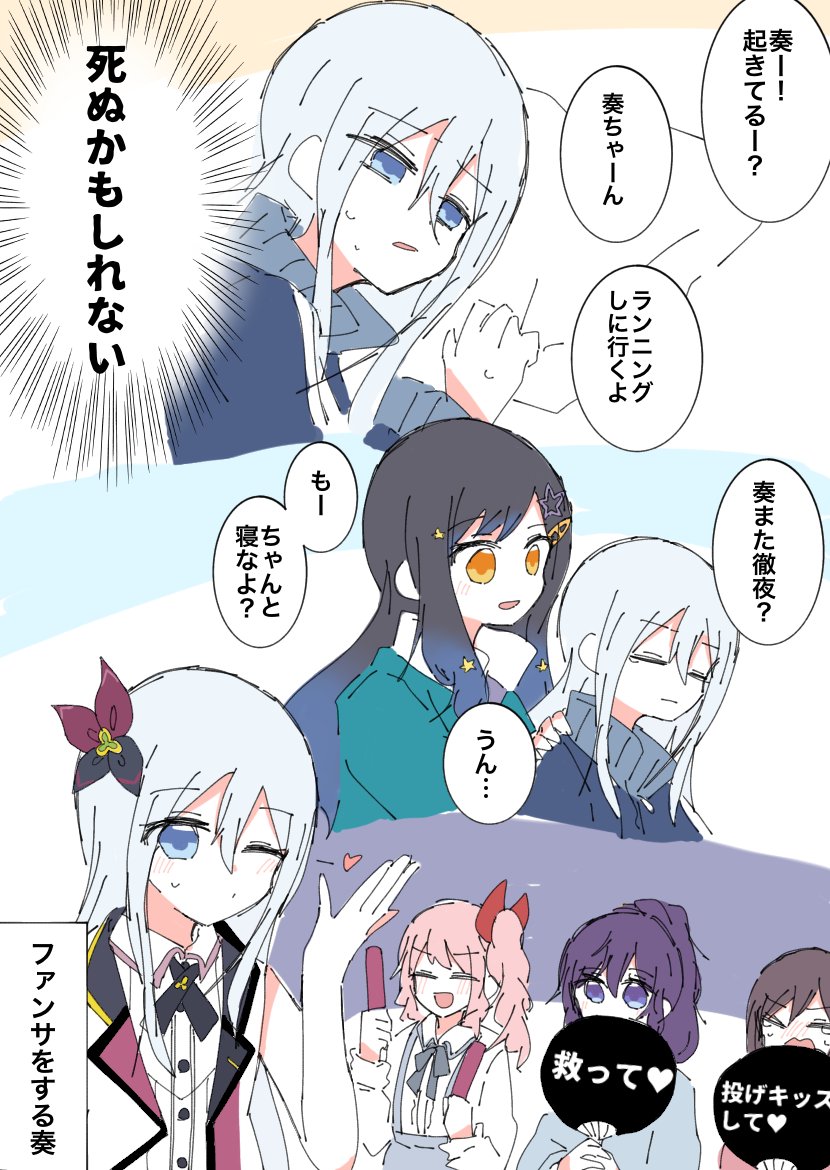 奏ー!
起きてるー?
奏ちゃーん
ランニング
しに行くよ
死ぬかもしれない
奏また徹夜?
もー
ちゃんと
寝なよ?
うん…
ファンサをする奏
救って♥
投げキッス
して♥